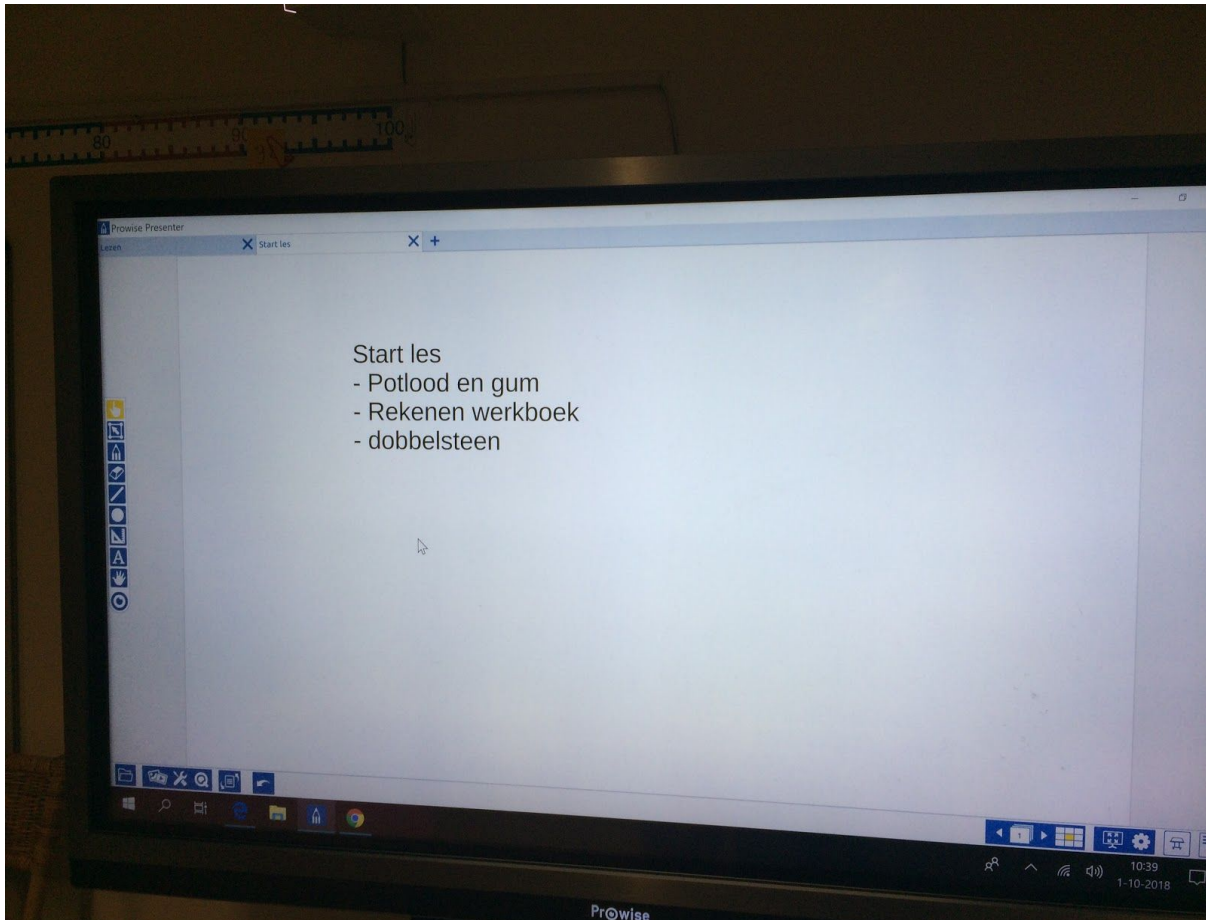 80 90 100
Prowise Presenter
Lezen
Start les
Start les
- Potlood en gum
- Rekenen werkboek
- dobbelsteen
A
1
10:39
1-10-2018
Prowise